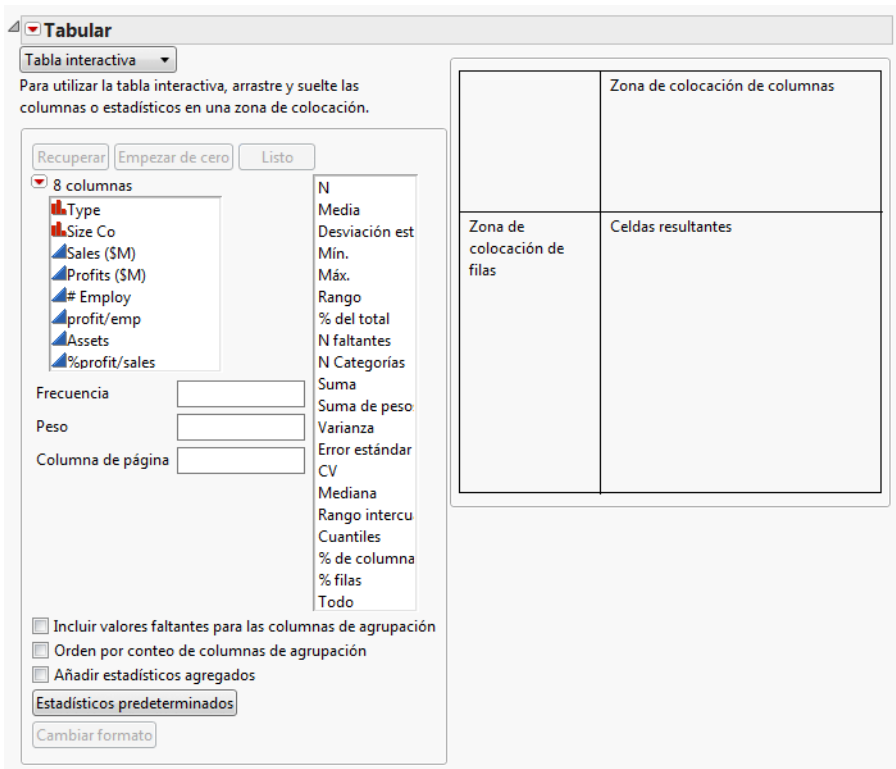 Tabular
Tabla interactiva
Para utilizar la tabla interactiva, arrastre y suelte las
columnas o estadísticos en una zona de colocación.
Recuperar Empezar de cero Listo
8 columnas
Type
Size Co
Sales ($M)
Profits ($M)
# Employ
profit/emp
Assets
%profit/sales
Frecuencia
Peso
Columna de página
N
Media
Desviación est
Mín.
Máx.
Rango
% del total
N faltantes
N Categorías
Suma
Suma de peso
Varianza
Error estándar
CV
Mediana
Rango intercu
Cuantiles
% de columna
% filas
Todo
Incluir valores faltantes para las columnas de agrupación
Orden por conteo de columnas de agrupación
Añadir estadísticos agregados
Estadísticos predeterminados
Cambiar formato
Zona de colocación de columnas
Zona de
colocación de
filas
Celdas resultantes